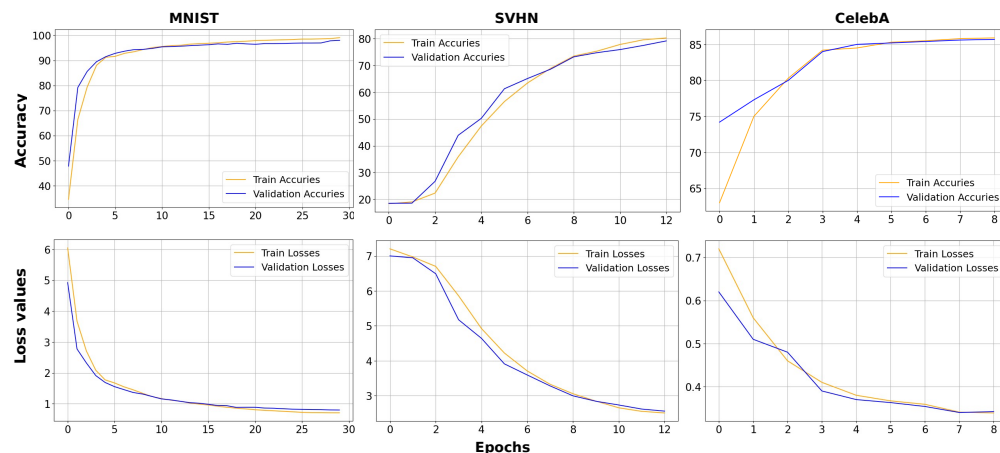 MNIST
SVHN
CelebA
Accuracy
100
90
80
70
60
50
40
0 5 10 15 20 25 30
Train Accuries
Validation Accuries
80
70
60
50
40
30
20
0 2 4 6 8 10 12
Train Accuries
Validation Accuries
85
80
75
70
65
0 1 2 3 4 5 6 7 8
Train Accuries
Validation Accuries
Loss values
6
5
4
3
2
1
0 5 10 15 20 25 30
Train Losses
Validation Losses
7
6
5
4
3
0 2 4 6 8 10 12
Train Losses
Validation Losses
0.7
0.6
0.5
0.4
0 1 2 3 4 5 6 7 8
Train Losses
Validation Losses
Epochs